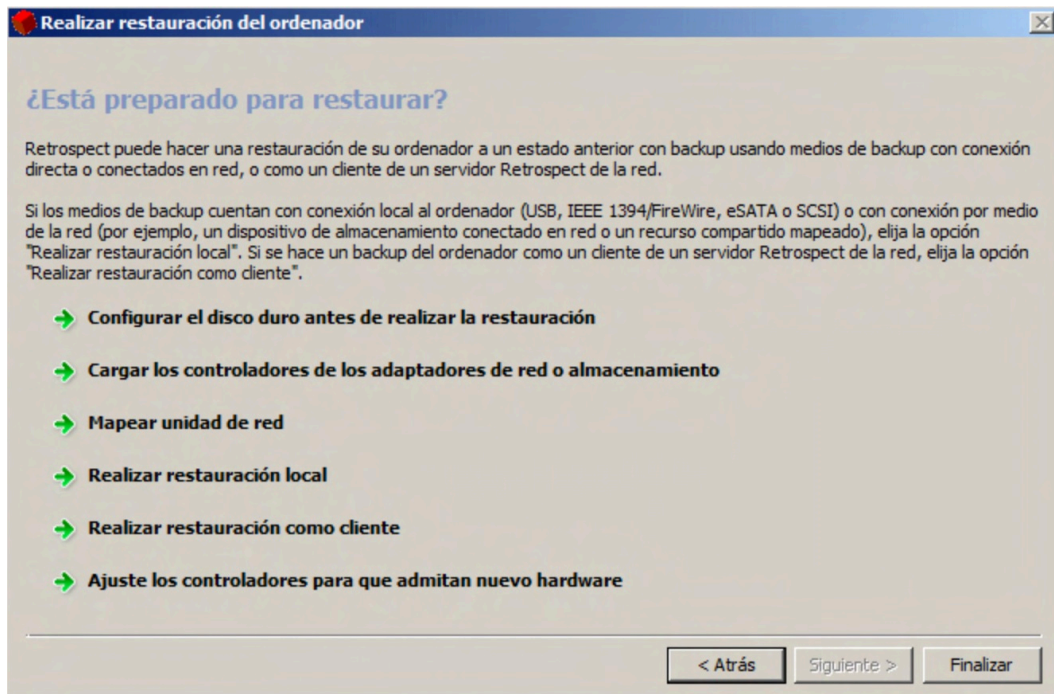 Realizar restauración del ordenador
¿Está preparado para restaurar?
Retrospect puede hacer una restauración de su ordenador a un estado anterior con backup usando medios de backup con conexión
directa o conectados en red, o como un cliente de un servidor Retrospect de la red.
Si los medios de backup cuentan con conexión local al ordenador (USB, IEEE 1394/FireWire, eSATA o SCSI) o con conexión por medio
de la red (por ejemplo, un dispositivo de almacenamiento conectado en red o un recurso compartido mapeado), elija la opción
"Realizar restauración local". Si se hace un backup del ordenador como un cliente de un servidor Retrospect de la red, elija la opción
"Realizar restauración como cliente".
Configurar el disco duro antes de realizar la restauración
Cargar los controladores de los adaptadores de red o almacenamiento
Mapear unidad de red
Realizar restauración local
Realizar restauración como cliente
Ajuste los controladores para que admitan nuevo hardware
< Atrás Siguiente > Finalizar